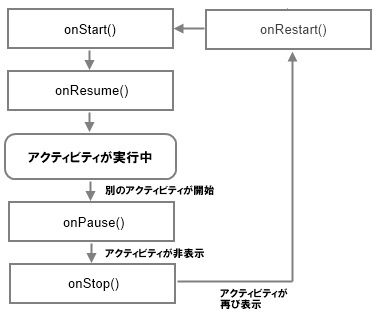 onStart()
onRestart()
onResume()
アクティビティが実行中
別のアクティビティが開始
onPause()
アクティビティが非表示
onStop()
アクティビティが
再び表示